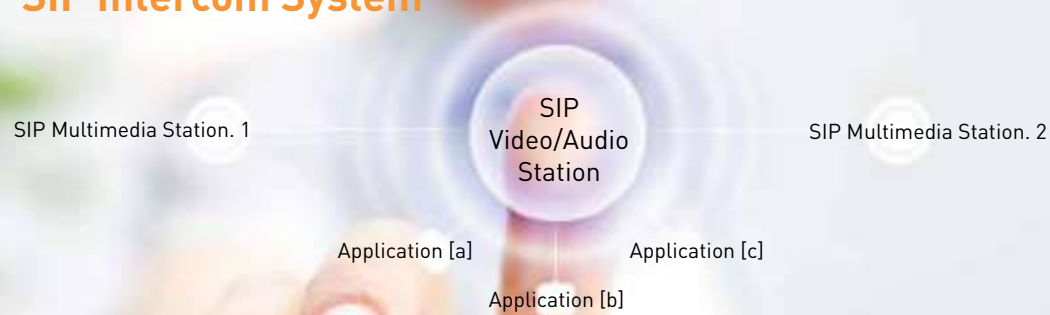 SIP Intercom System
SIP Multimedia Station. 1
SIP
Video/Audio
Station
SIP Multimedia Station. 2
Application [a]
Application [c]
Application [b]